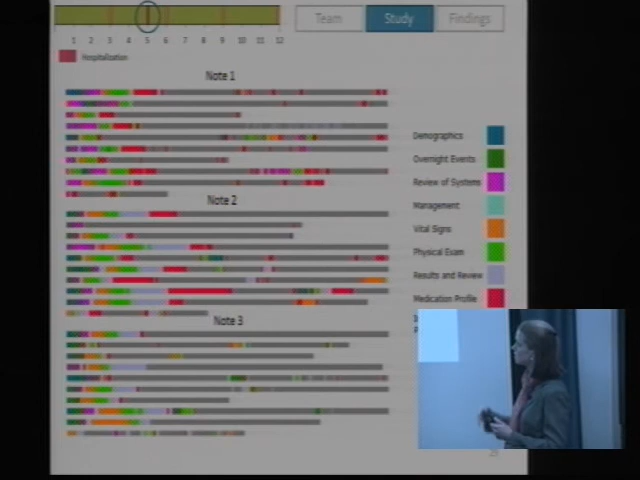 Team
Study
Findings
1 2 3 4 5 6 7 8 9 10 11 12
Hospitalization
Note 1
Demographics
Overnight Events
Review of Systems
Management
Vital Signs
Physical Exam
Results and Review
Medication Profile
Note 2
Note 3